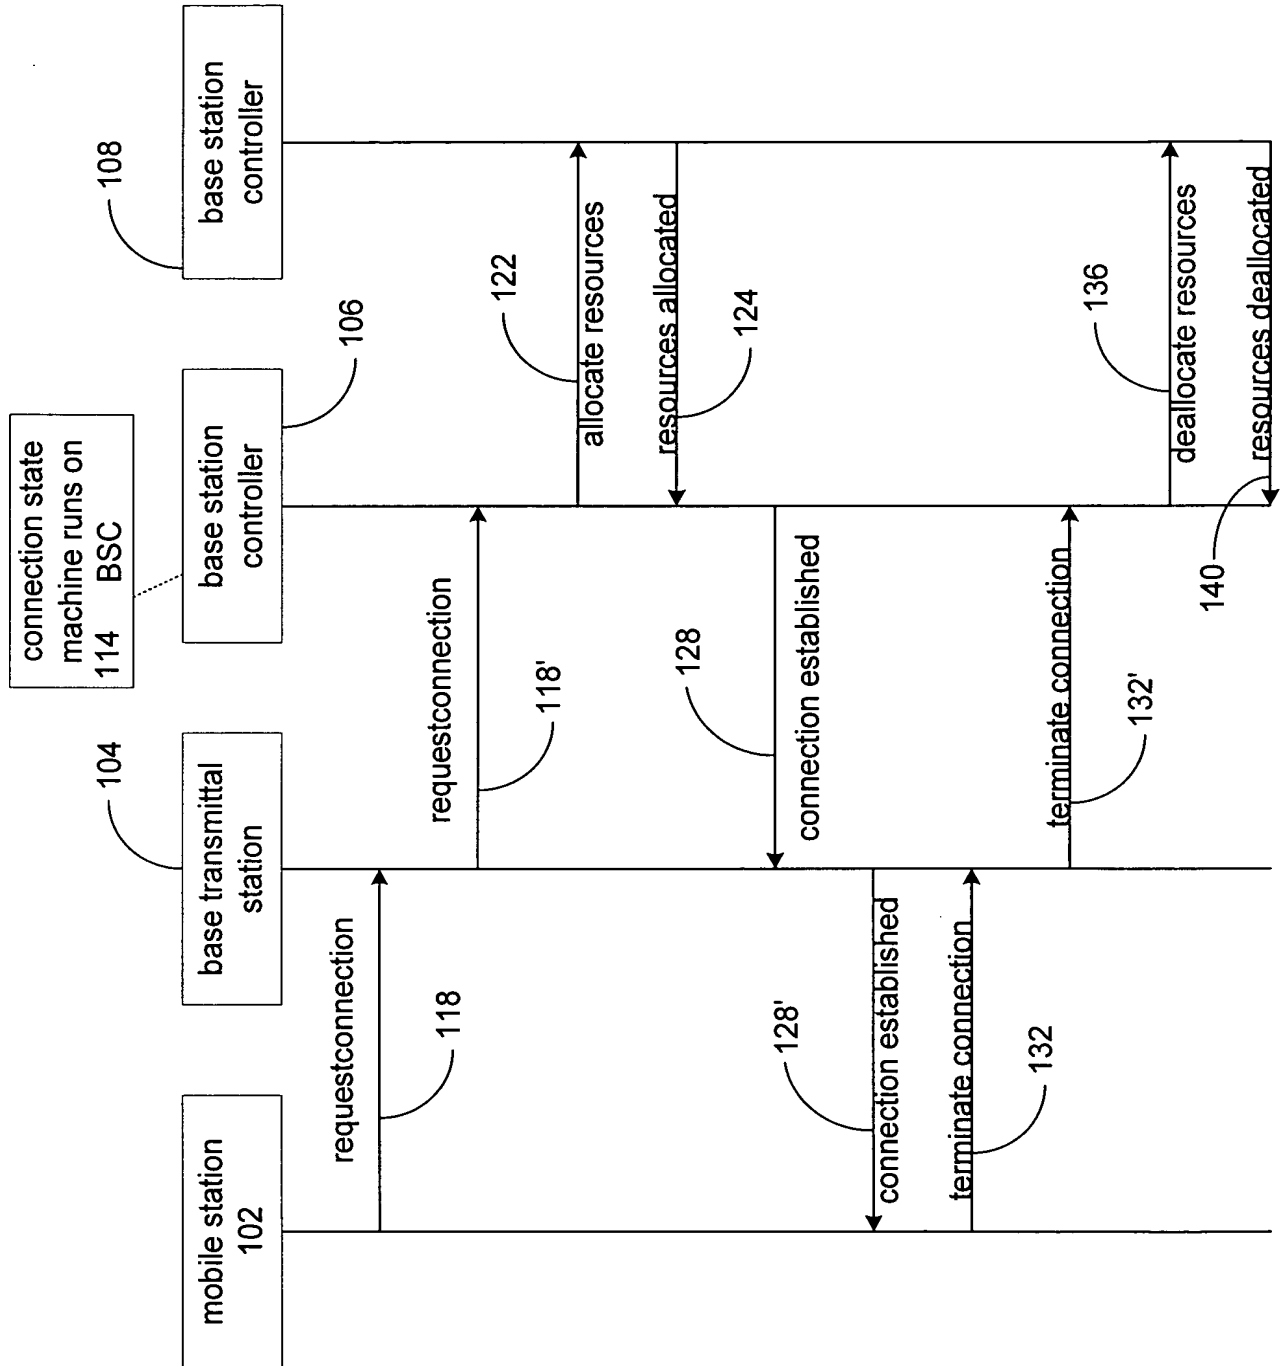 connection state
machine runs on
114 BSC
mobile station
102
base transmittal
station
104
base station
controller
106
base station
controller
108
requestconnection
118
requestconnection
118'
allocate resources
122
resources allocated
124
connection established
128
connection established
128'
terminate connection
132
terminate connection
132'
deallocate resources
136
resources deallocated
140